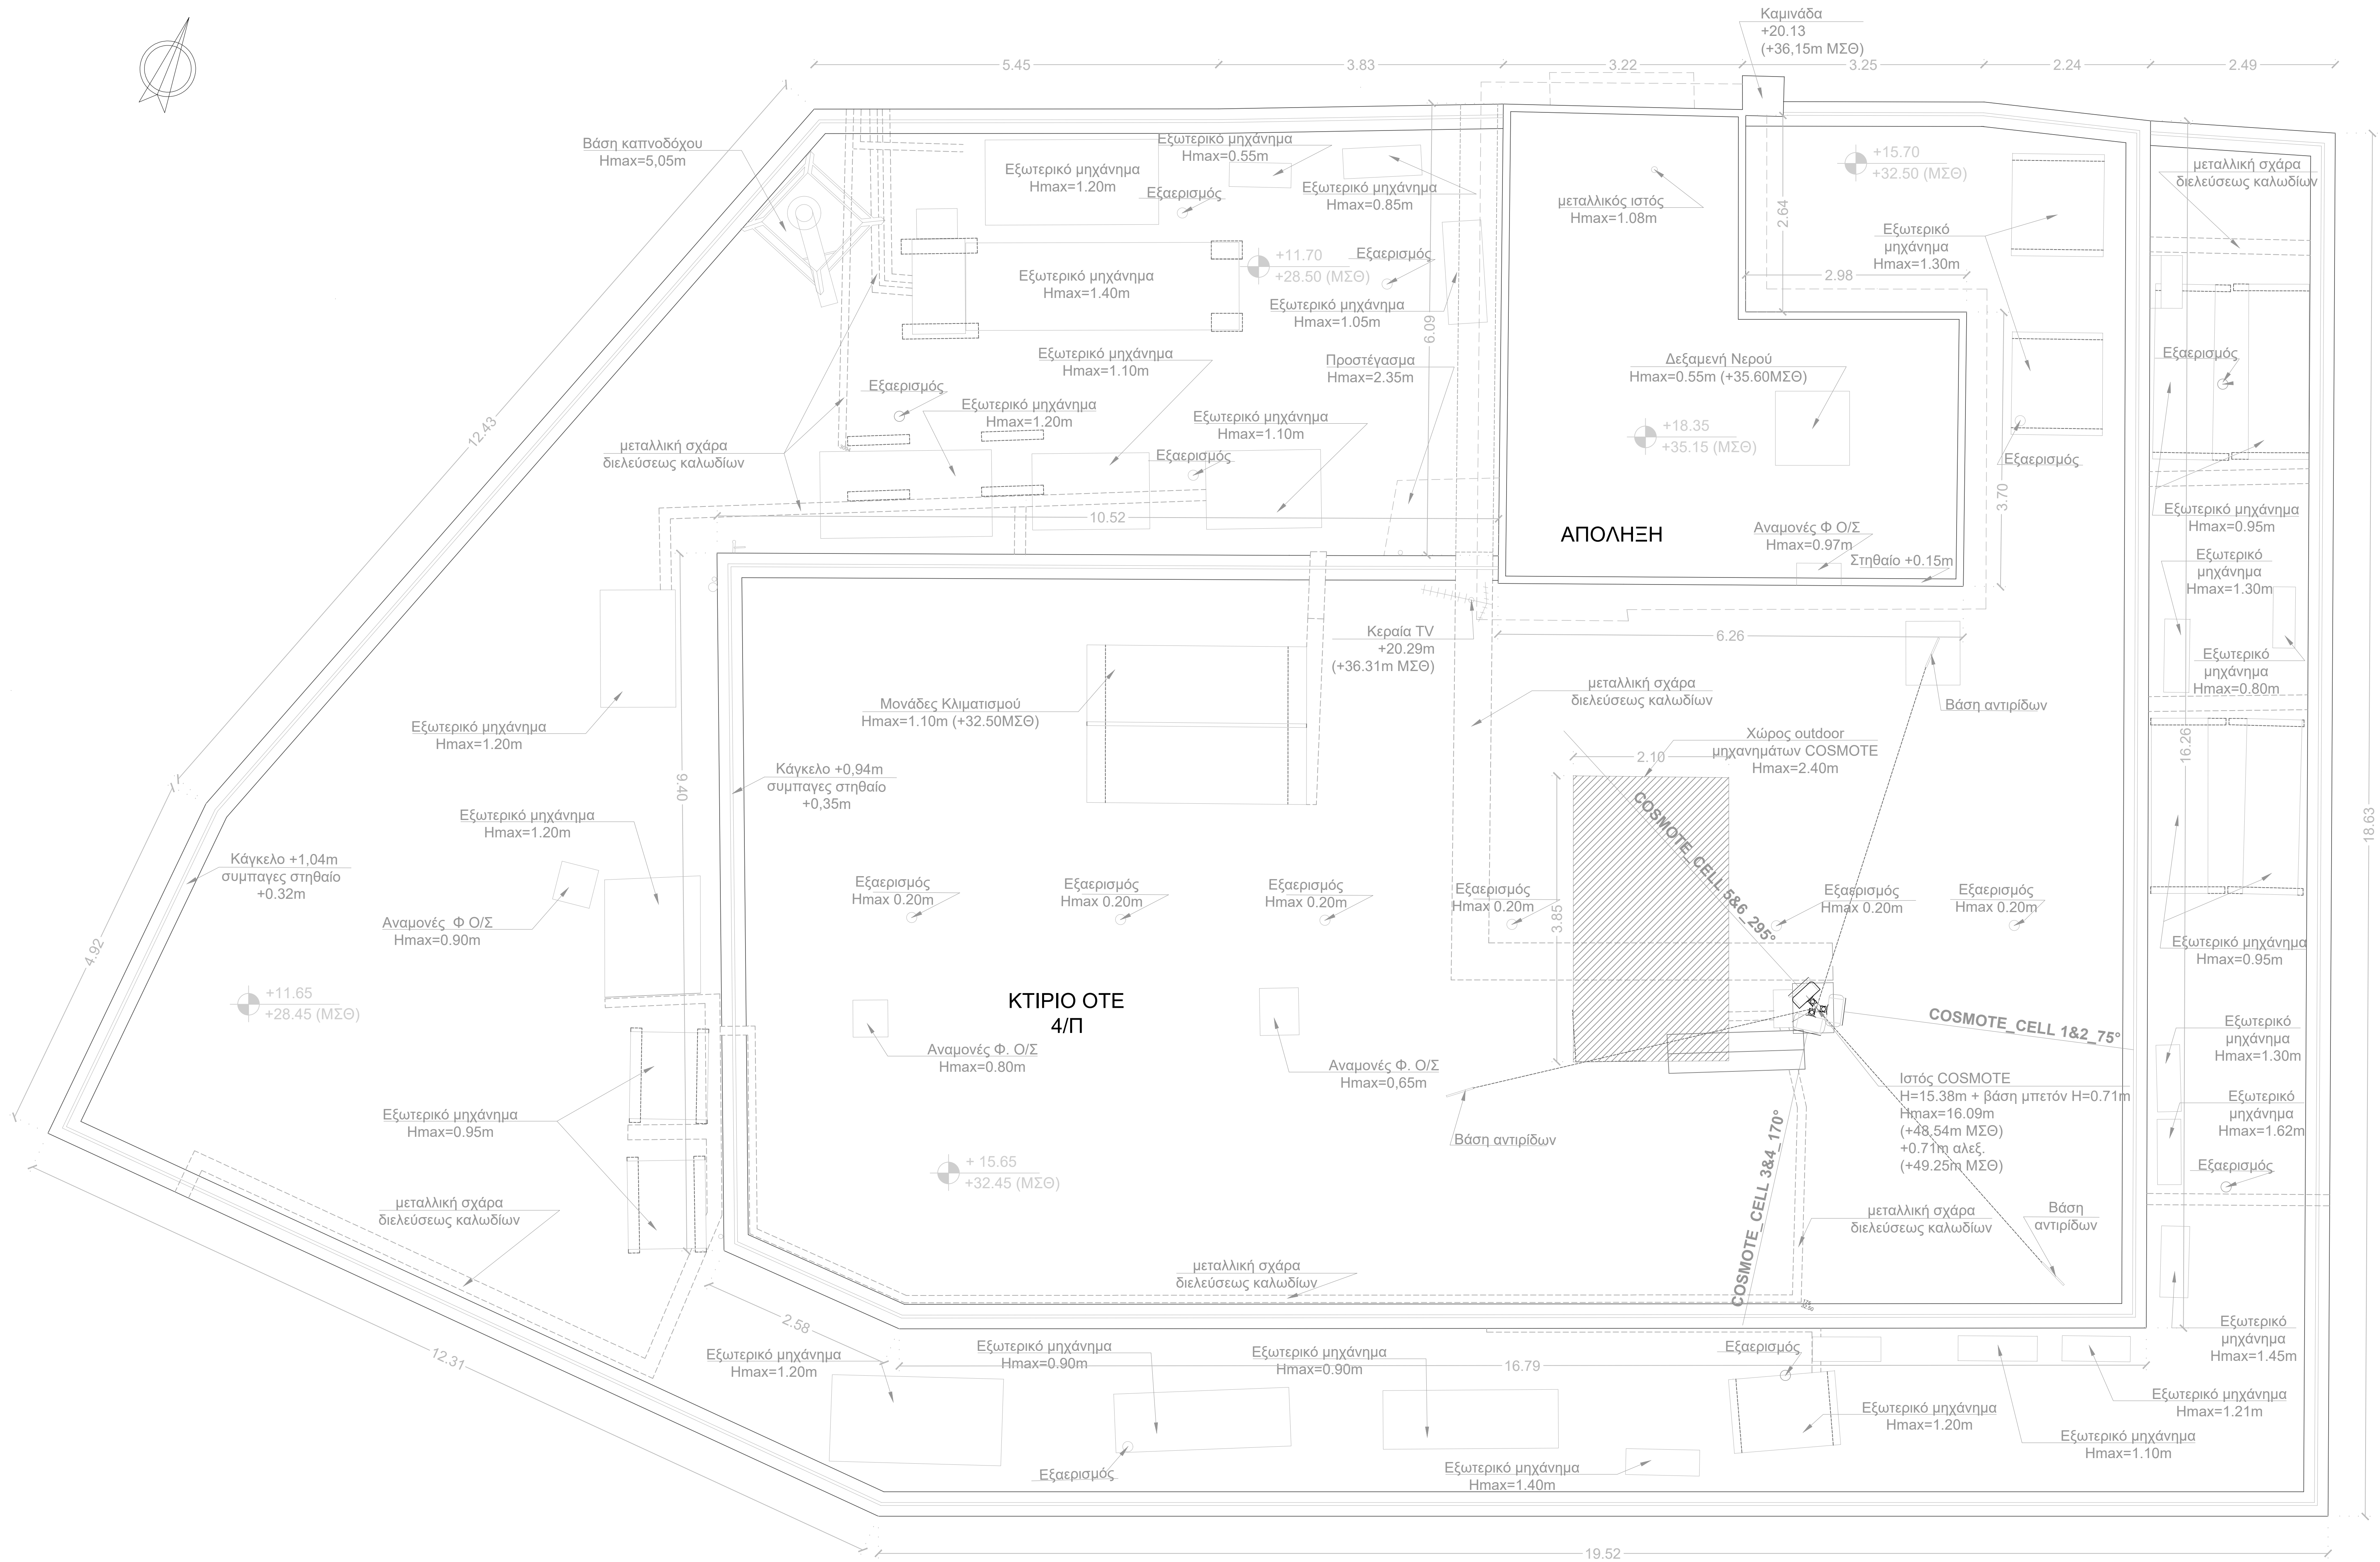 Καμινάδα
+20.13
(+36,15m ΜΣΘ)
5.45
3.83
3.22
3.25
2.24
2.49
Βάση καπνοδόχου
Hmax=5,05m
Εξωτερικό μηχάνημα
Hmax=1.20m
Εξωτερικό μηχάνημα
Hmax=0.55m
Εξαερισμός
Εξωτερικό μηχάνημα
Hmax=0.85m
μεταλλικός ιστός
Hmax=1.08m
+15.70
+32.50 (ΜΣΘ)
μεταλλική σχάρα
διελεύσεως καλωδίων
2.64
Εξωτερικό
μηχάνημα
Hmax=1.30m
2.98
Εξωτερικό μηχάνημα
Hmax=1.40m
+11.70
+28.50 (ΜΣΘ)
Εξαερισμός
Εξωτερικό μηχάνημα
Hmax=1.05m
6.09
Εξωτερικό μηχάνημα
Hmax=1.10m
Προστέγασμα
Hmax=2.35m
Δεξαμενή Νερού
Hmax=0.55m (+35.60ΜΣΘ)
Εξαερισμός
Εξαερισμός
Εξωτερικό μηχάνημα
Hmax=1.20m
Εξωτερικό μηχάνημα
Hmax=1.10m
+18.35
+35.15 (ΜΣΘ)
12.43
μεταλλική σχάρα
διελεύσεως καλωδίων
Εξαερισμός
Εξαερισμός
3.70
10.52
ΑΠΟΛΗΞΗ
Αναμονές Φ Ο/Σ
Hmax=0.97m
Στηθαίο +0.15m
Εξωτερικό μηχάνημα
Hmax=0.95m
Εξωτερικό
μηχάνημα
Hmax=1.30m
Κεραία TV
+20.29m
(+36.31m ΜΣΘ)
6.26
Εξωτερικό
μηχάνημα
Hmax=0.80m
μεταλλική σχάρα
διελεύσεως καλωδίων
Μονάδες Κλιματισμού
Hmax=1.10m (+32.50ΜΣΘ)
Βάση αντιρίδων
Εξωτερικό μηχάνημα
Hmax=1.20m
16.26
Χώρος outdoor
μηχανημάτων COSMOTE
Hmax=2.40m
2.10
9.40
Κάγκελο +0,94m
συμπαγες στηθαίο
+0,35m
18.63
Εξωτερικό μηχάνημα
Hmax=1.20m
COSMOTE_CELL 5&6_295°
Κάγκελο +1,04m
συμπαγες στηθαίο
+0.32m
Εξαερισμός
Hmax 0.20m
Εξαερισμός
Hmax 0.20m
Εξαερισμός
Hmax 0.20m
Εξαερισμός
Hmax 0.20m
3.85
Εξαερισμός
Hmax 0.20m
Εξαερισμός
Hmax 0.20m
Αναμονές Φ Ο/Σ
Hmax=0.90m
4.92
Εξωτερικό μηχάνημα
Hmax=0.95m
+11.65
+28.45 (ΜΣΘ)
ΚΤΙΡΙΟ ΟΤΕ
4/Π
COSMOTE_CELL 1&2_75°
Εξωτερικό
μηχάνημα
Hmax=1.30m
Αναμονές Φ. Ο/Σ
Hmax=0.80m
Αναμονές Φ. Ο/Σ
Hmax=0,65m
Ιστός COSMOTE
H=15.38m + βάση μπετόν H=0.71m
Hmax=16.09m
(+48,54m ΜΣΘ)
+0.71m αλεξ.
(+49.25m ΜΣΘ)
Εξωτερικό μηχάνημα
Hmax=0.95m
Εξωτερικό
μηχάνημα
Hmax=1.62m
Βάση αντιρίδων
COSMOTE_CELL 3&4_170°
+ 15.65
+32.45 (ΜΣΘ)
Εξαερισμός
μεταλλική σχάρα
διελεύσεως καλωδίων
μεταλλική σχάρα
διελεύσεως καλωδίων
Βάση
αντιρίδων
μεταλλική σχάρα
διελεύσεως καλωδίων
2.58
12.31
Εξωτερικό μηχάνημα
Hmax=1.20m
Εξωτερικό μηχάνημα
Hmax=0.90m
Εξωτερικό μηχάνημα
Hmax=0.90m
16.79
Εξαερισμός
Εξωτερικό
μηχάνημα
Hmax=1.45m
Εξωτερικό μηχάνημα
Hmax=1.21m
Εξωτερικό μηχάνημα
Hmax=1.20m
Εξωτερικό μηχάνημα
Hmax=1.10m
Εξαερισμός
Εξωτερικό μηχάνημα
Hmax=1.40m
19.52